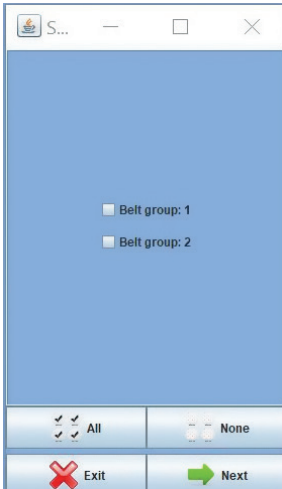 S...
Belt group: 1
Belt group: 2
All None
Exit Next